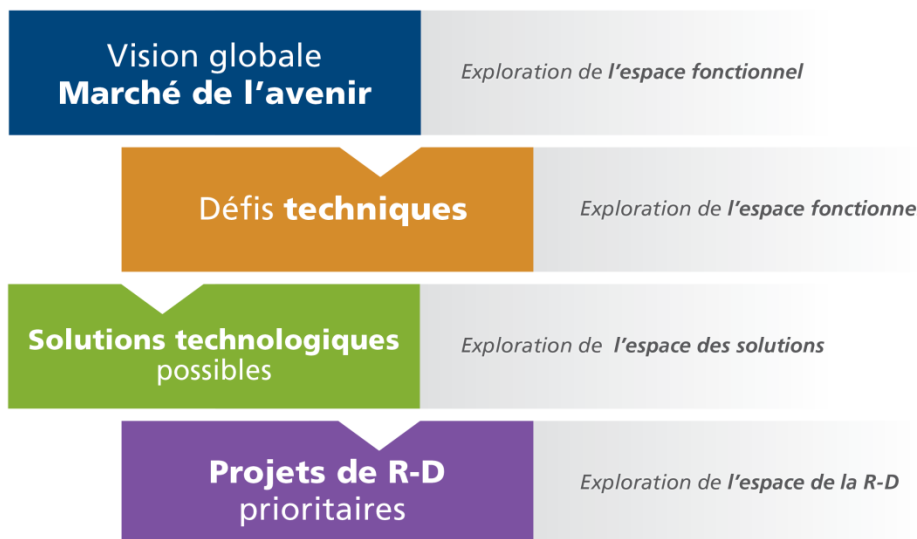 Vision globale
Marché de l'avenir
Exploration de l'espace fonctionnel
Défis techniques
Exploration de l'espace fonctionne
Solutions technologiques
possibles
Exploration de l'espace des solutions
Projets de R-D
prioritaires
Exploration de l'espace de la R-D